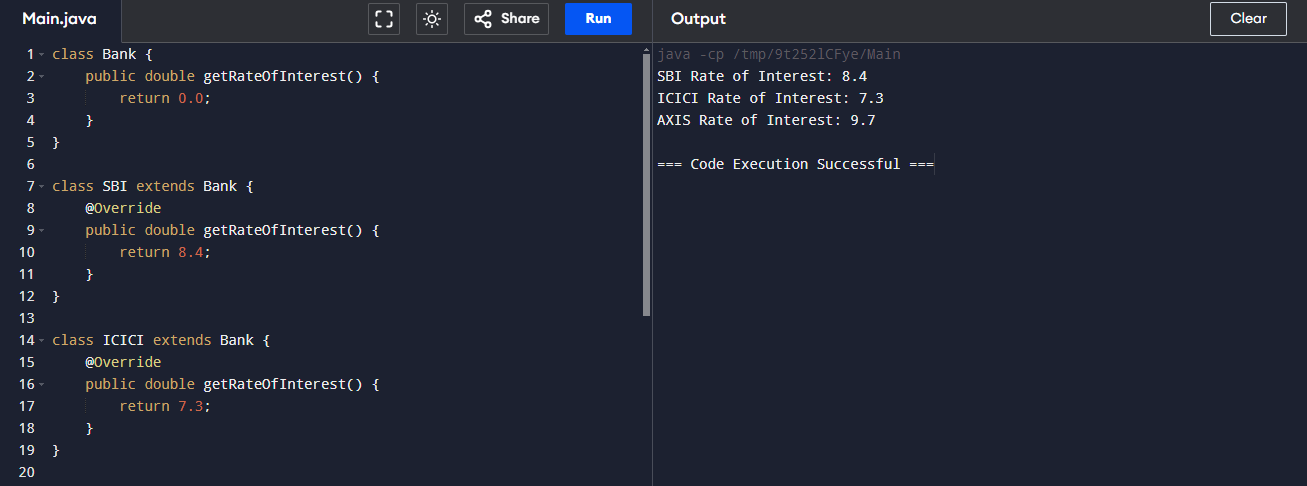 Main.java
Share
Run
Output
Clear
1 class Bank {
2     public double getRateOfInterest() {
3         return 0.0;
4     }
5 }
6
7 class SBI extends Bank {
8     @Override
9     public double getRateOfInterest() {
10         return 8.4;
11     }
12 }
13
14 class ICICI extends Bank {
15     @Override
16     public double getRateOfInterest() {
17         return 7.3;
18     }
19 }
20
java -cp /tmp/9t252lCFye/Main
SBI Rate of Interest: 8.4
ICICI Rate of Interest: 7.3
AXIS Rate of Interest: 9.7
=== Code Execution Successful ===